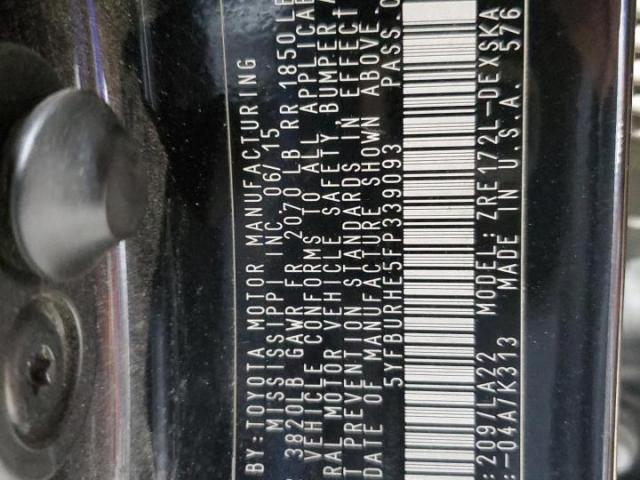 BY:TOYOTA MOTOR MANUFACTURING
MISSISSIPPI INC. 06/15
3820LB GAWR FR 2070 LB RR 1850 LB
VEHICLE CONFORMS TO ALL APPLICAB
RAL MOTOR VEHICLE SAFETY, BUMPER,
T PREVENTION STANDARDS IN EFFECT
DATE OF MANUFACTURE SHOWN ABOVE.
5YFBURHE5FP339093 PASS.C
: 209/LA22 MODEL: ZRE172L-DEXSKA
:-04A/K313 MADE IN U.S.A. 576